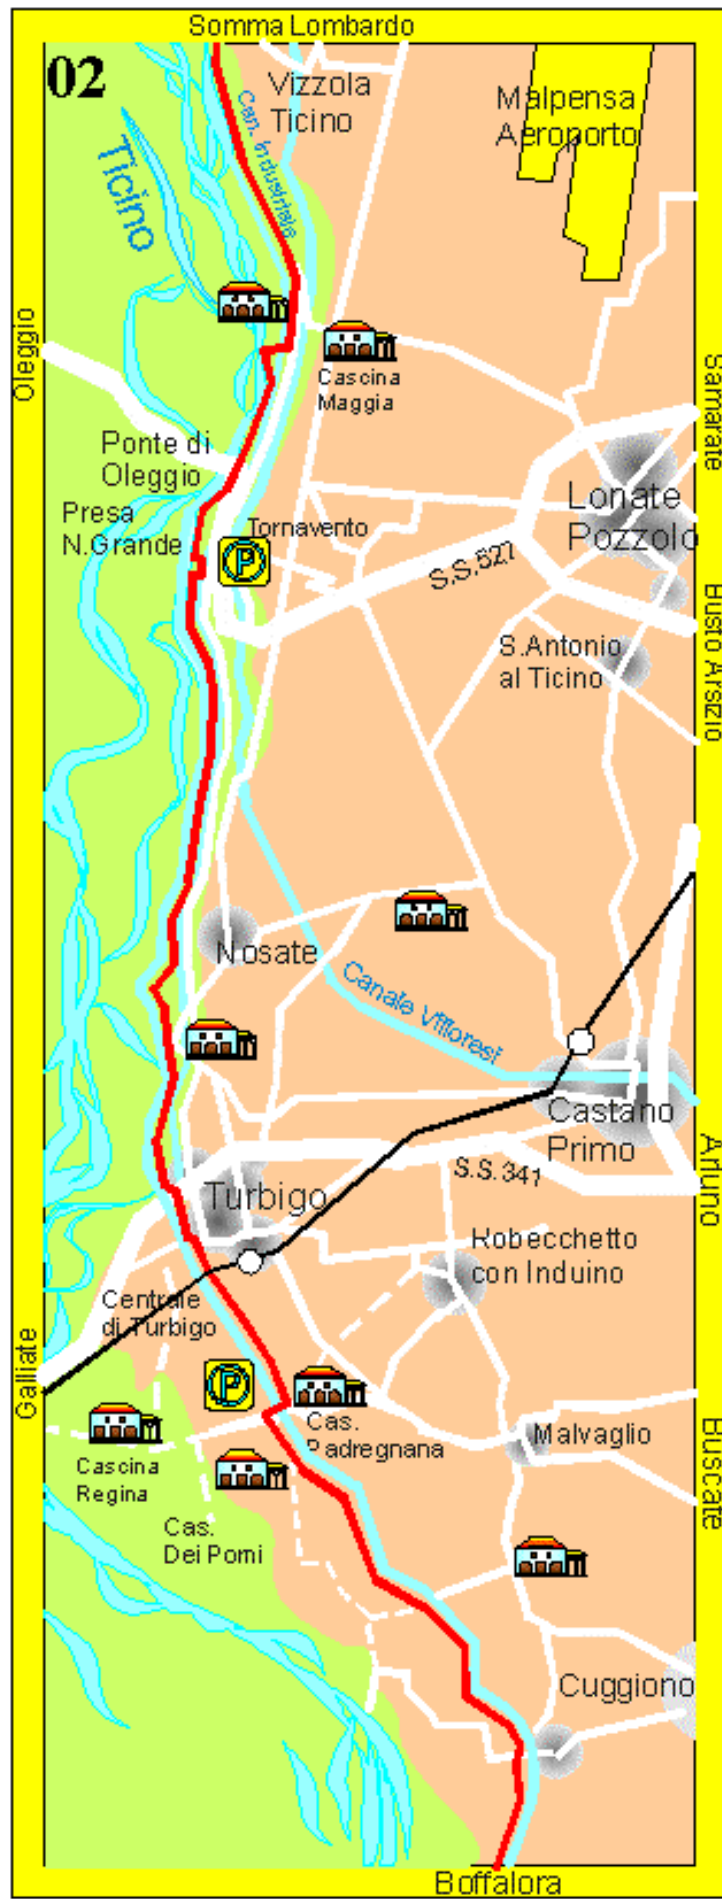 Somma Lombardo
02
Vizzola
Ticino
Malpensa
Aeroporto
Can. Industriale
Ticino
Oleggio
Cascina
Maggia
Samarate
Ponte di
Oleggio
Presa
N.Grande
Tornavento
Lonate
Pozzolo
S.S.527
Busto Arsizio
S.Antonio
al Ticino
Nosate
Canale Villoresi
Castano
Primo
Arluno
S.S.341
Turbigo
Robecchetto
con Induino
Centrale
di Turbigo
Galliate
Cas.
Padregnana
Malvaglio
Buscate
Cascina
Regina
Cas.
Dei Pomi
Cuggiono
Boffalora
P
P